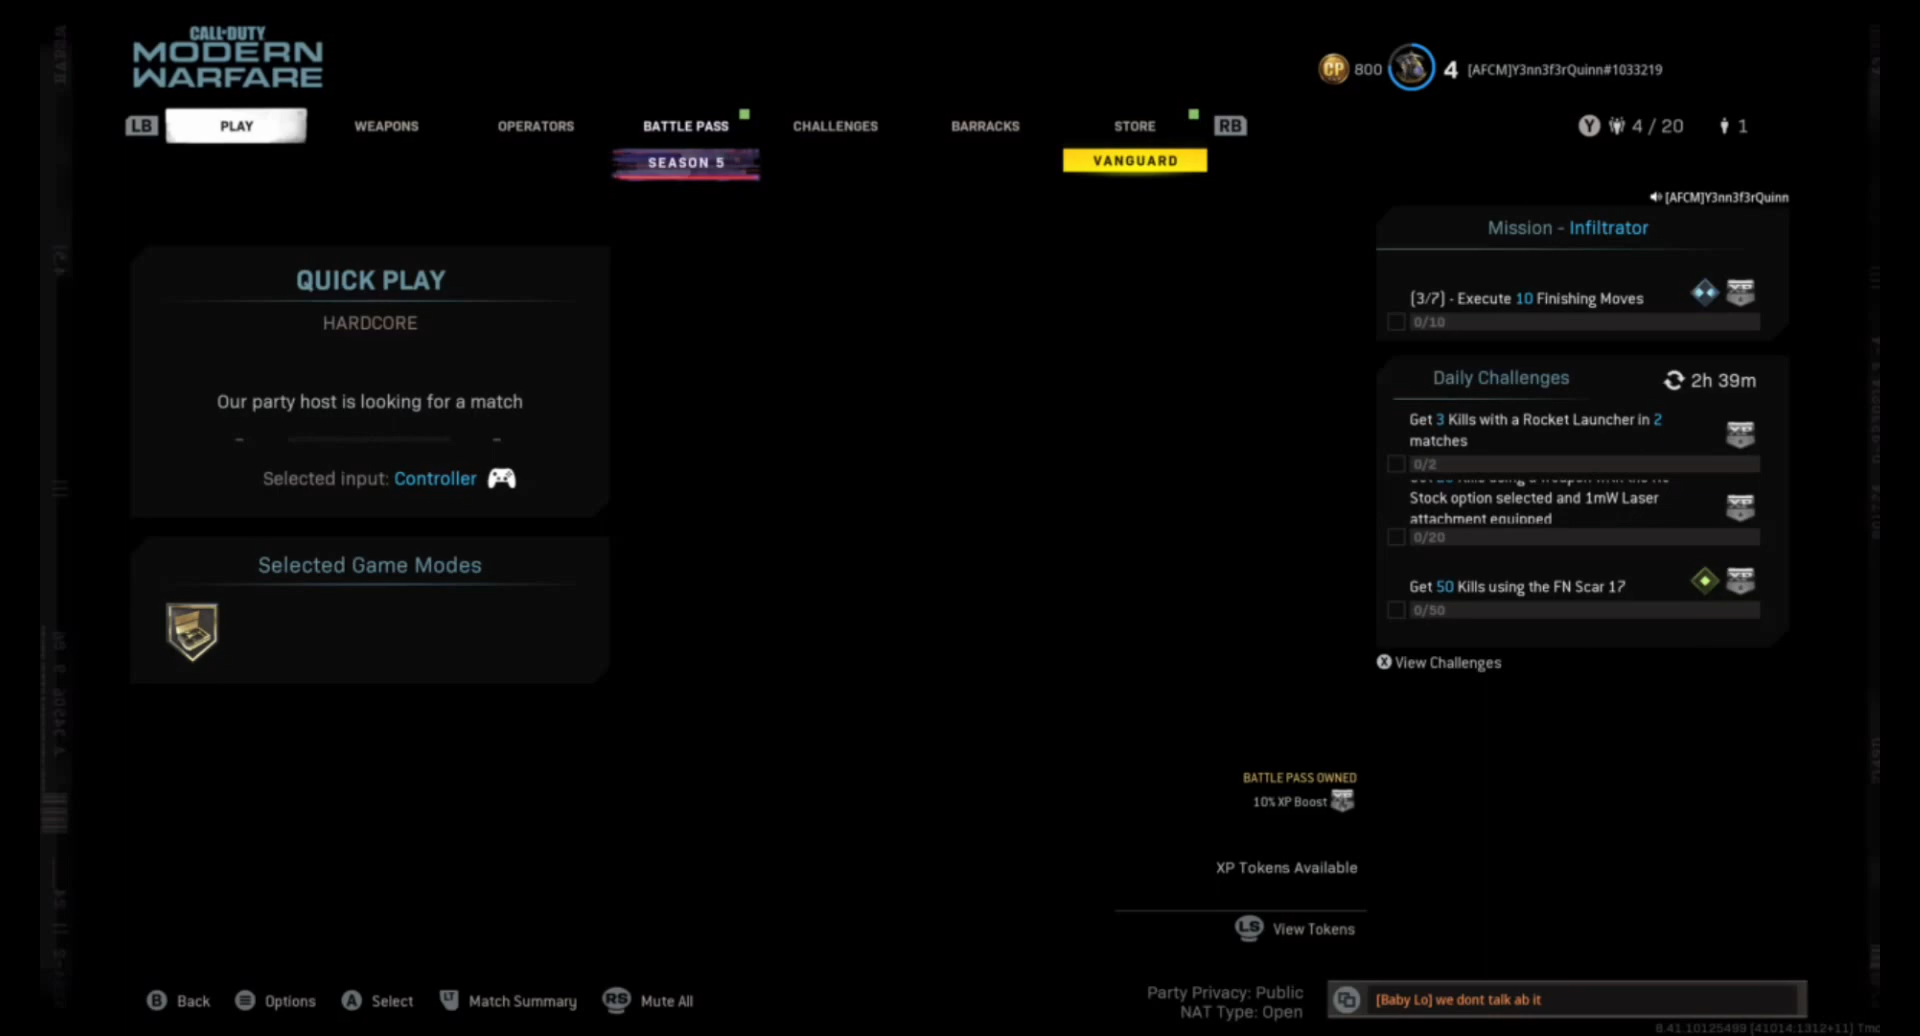 CALL OF DUTY
MODERN
WARFARE
CP 800 4 [AFCM]Y3nn3f3rQuinn#1033219
LB PLAY WEAPONS OPERATORS BATTLE PASS CHALLENGES BARRACKS STORE RB
Y 4 / 20 1
SEASON 5
VANGUARD
[AFCM]Y3nn3f3rQuinn
Mission - Infiltrator
(3/7) - Execute 10 Finishing Moves
0/10
QUICK PLAY
HARDCORE
Our party host is looking for a match
Selected input: Controller
Selected Game Modes
Daily Challenges 2h 39m
Get 3 Kills with a Rocket Launcher in 2
matches
0/2
Stock option selected and 1mW Laser
attachment equipped
0/20
Get 50 Kills using the FN Scar 17
0/50
X View Challenges
BATTLE PASS OWNED
10% XP Boost
XP Tokens Available
LS View Tokens
B Back Options A Select LT Match Summary RS Mute All
Party Privacy: Public
NAT Type: Open
[Baby Lo] we dont talk ab it